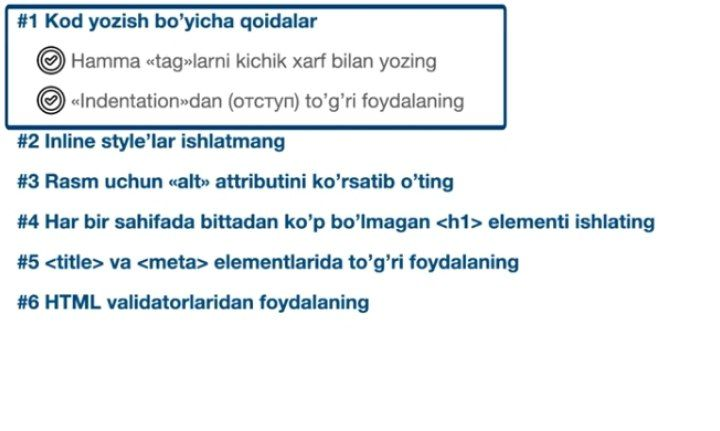 #1 Kod yozish bo’yicha qoidalar
Hamma «tag»larni kichik xarf bilan yozing
«Indentation»dan (отступ) to’g’ri foydalaning
#2 Inline style’lar ishlatmang
#3 Rasm uchun «alt» attributini ko’rsatib o’ting
#4 Har bir sahifada bittadan ko’p bo’lmagan <h1> elementi ishlating
#5 <title> va <meta> elementlarida to’g’ri foydalaning
#6 HTML validatorlaridan foydalaning